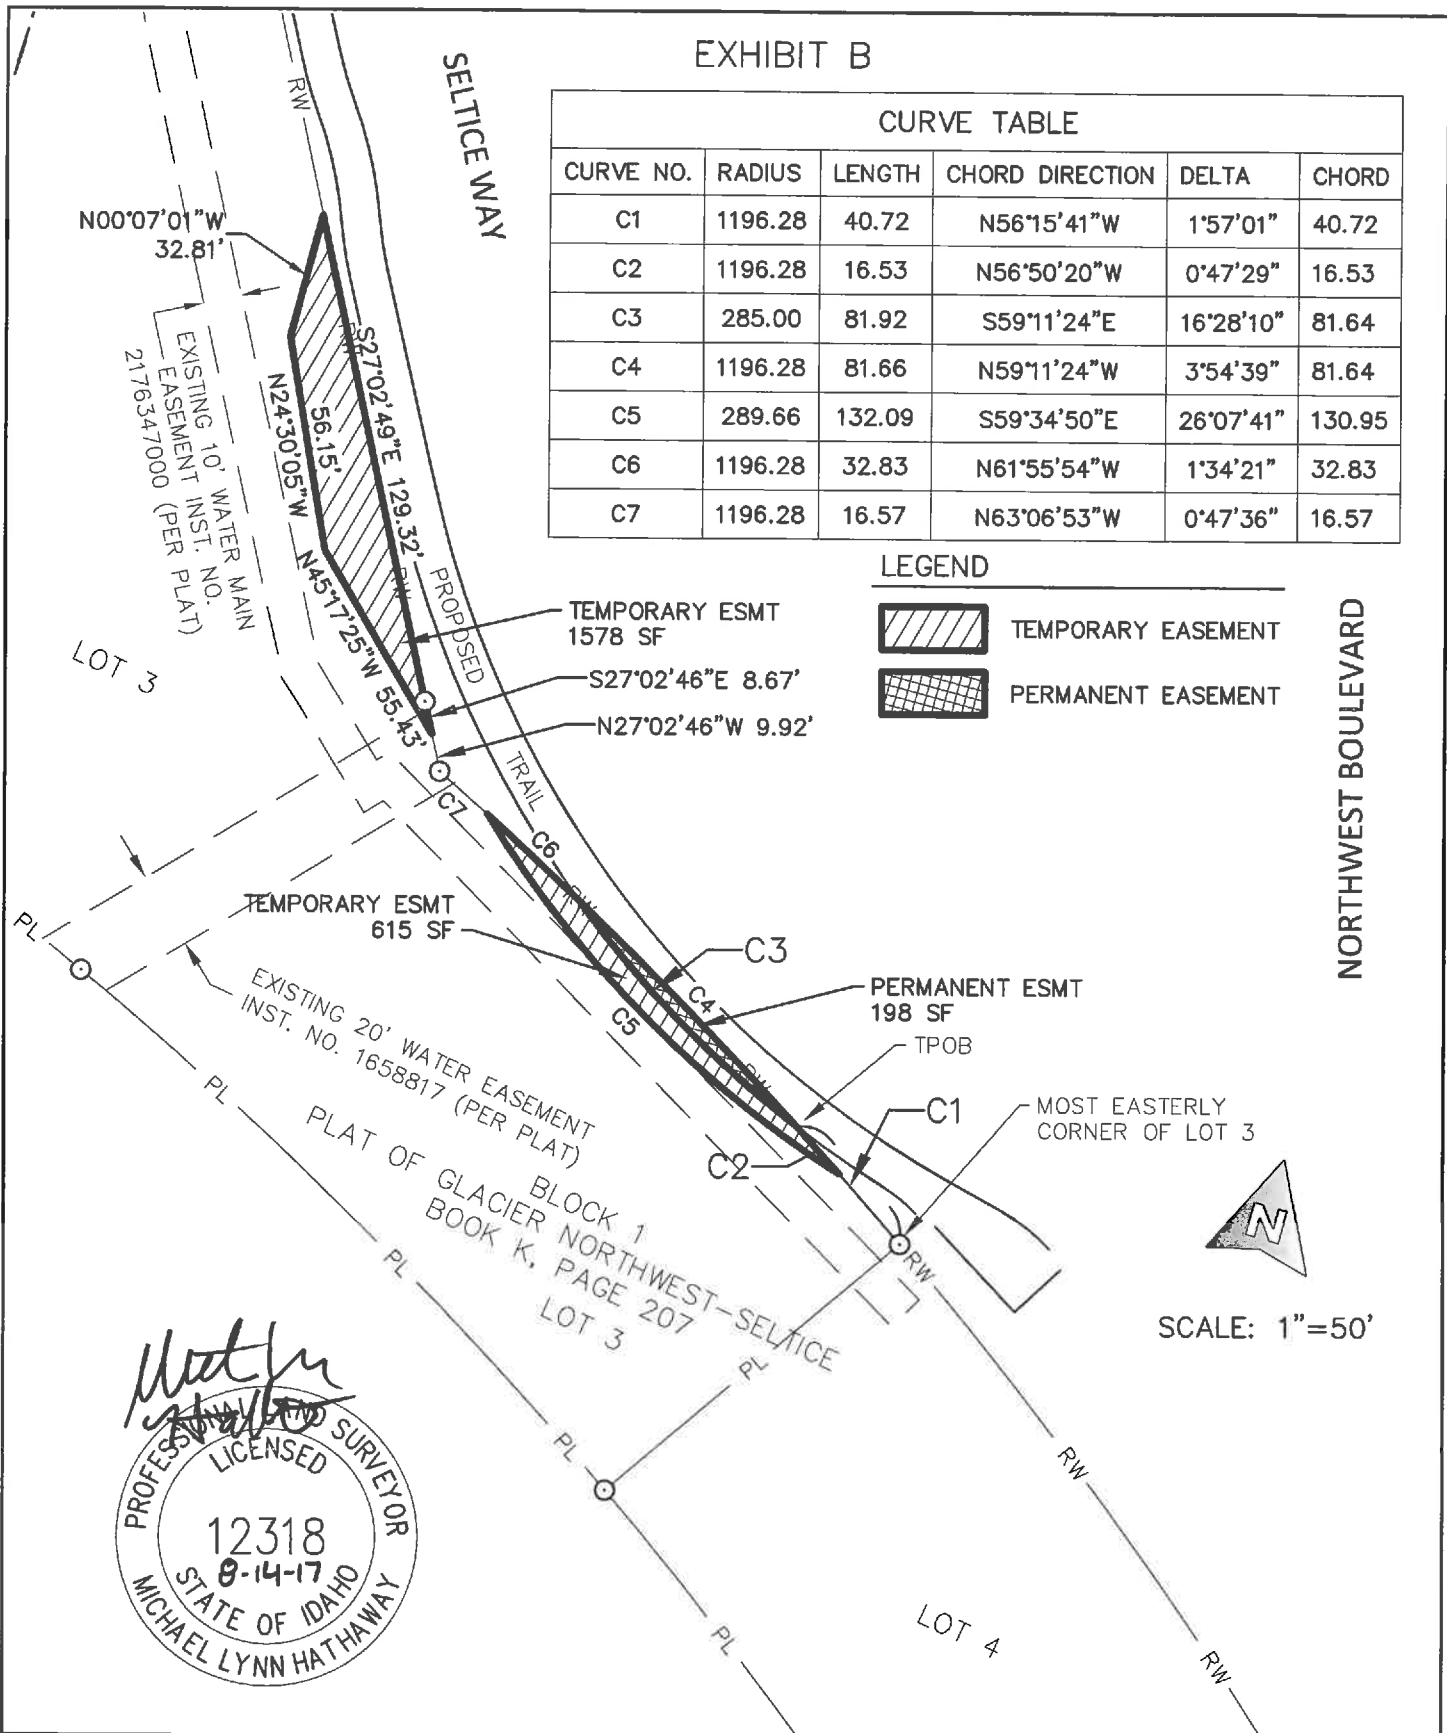 EXHIBIT B
SELTICE WAY
CURVE TABLE
CURVE NO. RADIUS LENGTH CHORD DIRECTION DELTA CHORD
C1 1196.28 40.72 N56°15'41"W 1°57'01" 40.72
C2 1196.28 16.53 N56°50'20"W 0°47'29" 16.53
C3 285.00 81.92 S59°11'24"E 16°28'10" 81.64
C4 1196.28 81.66 N59°11'24"W 3°54'39" 81.64
C5 289.66 132.09 S59°34'50"E 26°07'41" 130.95
C6 1196.28 32.83 N61°55'54"W 1°34'21" 32.83
C7 1196.28 16.57 N63°06'53"W 0°47'36" 16.57
LEGEND
TEMPORARY EASEMENT
PERMANENT EASEMENT
NORTHWEST BOULEVARD
RW
N00°07'01"W
32.81'
EXISTING 10' WATER MAIN
EASEMENT INST. NO.
2176347000 (PER PLAT)
N24°30'05"W
56.15'
S27°02'49"E 129.32'
RW
RW
N45°17'25"W 55.43'
PROPOSED
TRAIL
TEMPORARY ESMT
1578 SF
S27°02'46"E 8.67'
N27°02'46"W 9.92'
LOT 3
C7
C6
RW
TEMPORARY ESMT
615 SF
C3
C4
C5
PERMANENT ESMT
198 SF
TPOB
RW
C1
C2
MOST EASTERLY
CORNER OF LOT 3
PL
EXISTING 20' WATER EASEMENT
INST. NO. 1658817 (PER PLAT)
PL
BLOCK 1
PLAT OF GLACIER NORTHWEST-SELTICE
BOOK K, PAGE 207
LOT 3
PL
PL
PL
RW
N
SCALE: 1"=50'
PROFESSIONAL LAND SURVEYOR
LICENSED
12318
8-14-17
STATE OF IDAHO
MICHAEL LYNN HATHAWAY
RW
LOT 4
PL
RW